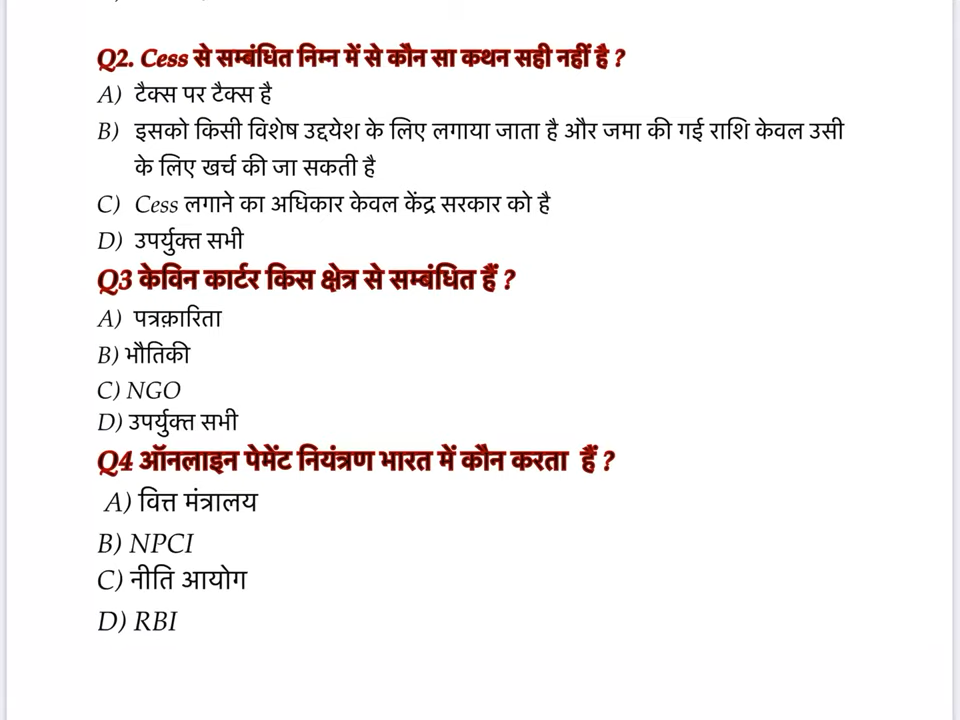 Q2. Cess से सम्बंधित निम्न में से कौन सा कथन सही नहीं है ?
A) टैक्स पर टैक्स है
B) इसको किसी विशेष उद्दयेश के लिए लगाया जाता है और जमा की गई राशि केवल उसी
के लिए खर्च की जा सकती है
C) Cess लगाने का अधिकार केवल केंद्र सरकार को है
D) उपर्युक्त सभी
Q3 केविन कार्टर किस क्षेत्र से सम्बंधित हैं ?
A) पत्रक़ारिता
B) भौतिकी
C) NGO
D) उपर्युक्त सभी
Q4 ऑनलाइन पेमेंट नियंत्रण भारत में कौन करता हैं ?
A) वित्त मंत्रालय
B) NPCI
C) नीति आयोग
D) RBI